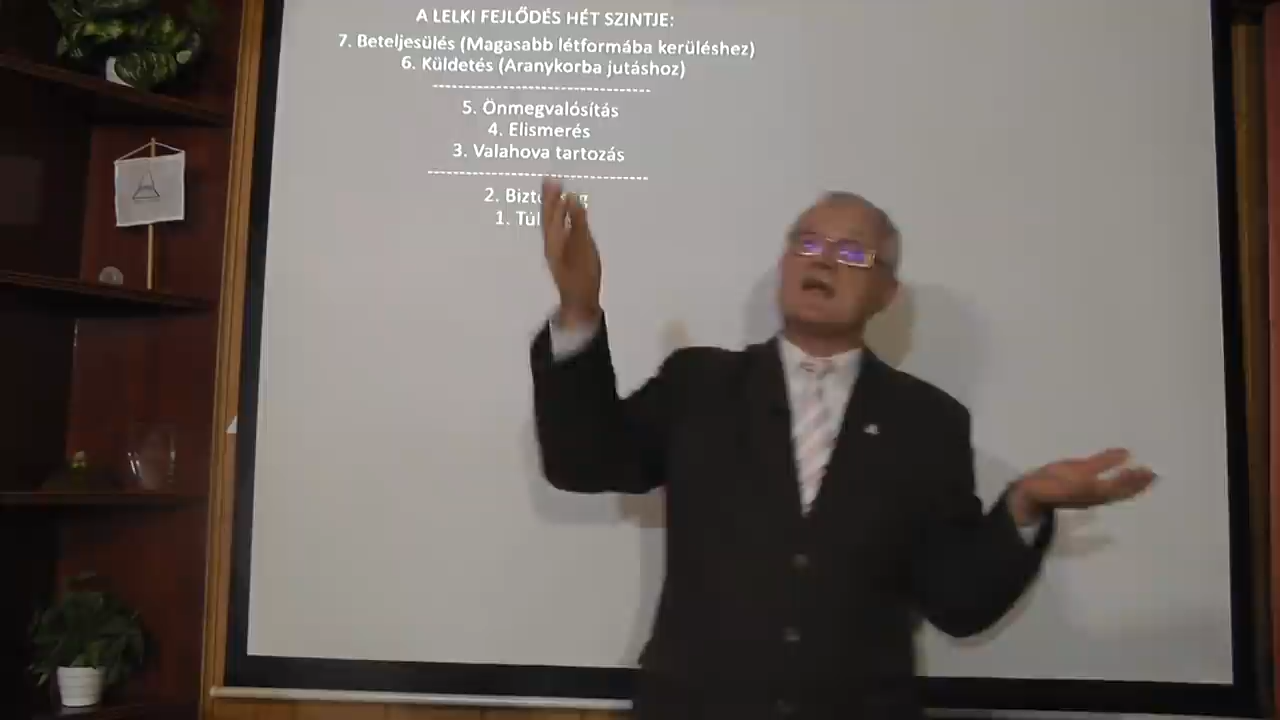 A LELKI FEJLŐDÉS HÉT SZINTJE:
7. Beteljesülés (Magasabb létformába kerüléshez)
6. Küldetés (Aranykorba jutáshoz)
5. Önmegvalósítás
4. Elismerés
3. Valahova tartozás
2.
1.